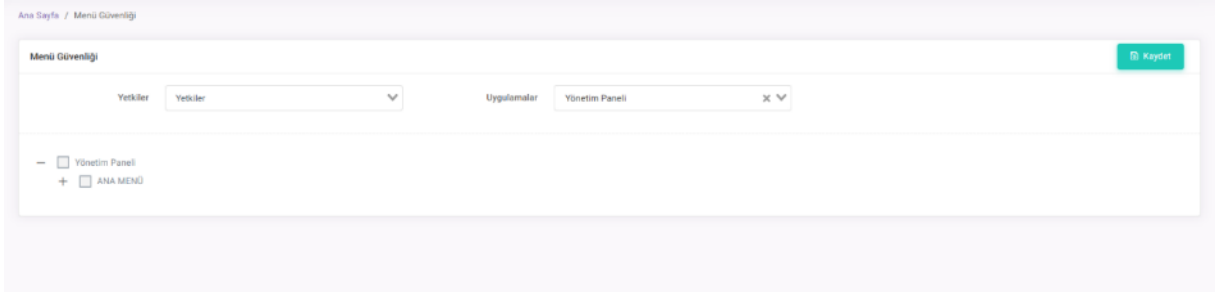 Ana Sayfa / Menü Güvenliği
Menü Güvenliği
Kaydet
Yetkiler Yetkiler Uygulamalar Yönetim Paneli
Yönetim Paneli
ANA MENÜ